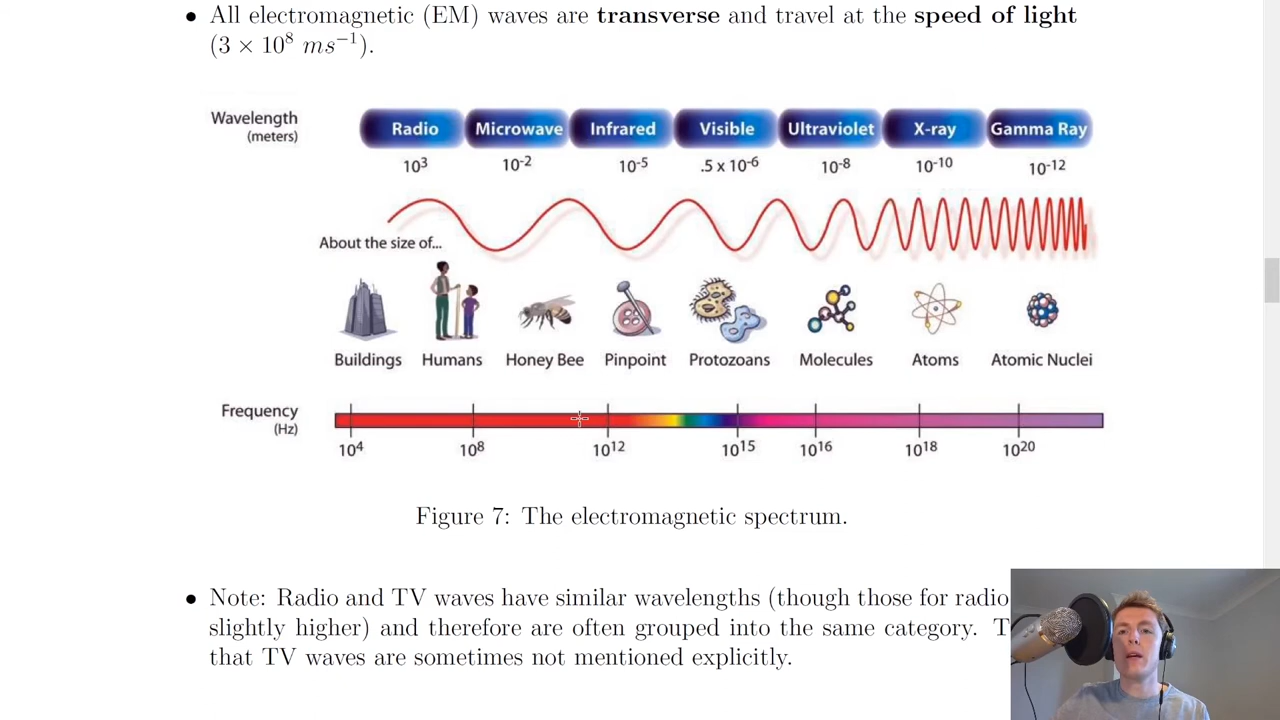 • All electromagnetic (EM) waves are transverse and travel at the speed of light
(3 × 10⁸ ms⁻¹).
Wavelength
(meters)
Radio Microwave Infrared Visible Ultraviolet X-ray Gamma Ray
10³ 10⁻² 10⁻⁵ .5 x 10⁻⁶ 10⁻⁸ 10⁻¹⁰ 10⁻¹²
About the size of...
Buildings Humans Honey Bee Pinpoint Protozoans Molecules Atoms Atomic Nuclei
Frequency
(Hz)
10⁴ 10⁸ 10¹² 10¹⁵ 10¹⁶ 10¹⁸ 10²⁰
Figure 7: The electromagnetic spectrum.
• Note: Radio and TV waves have similar wavelengths (though those for radio
slightly higher) and therefore are often grouped into the same category.
that TV waves are sometimes not mentioned explicitly.